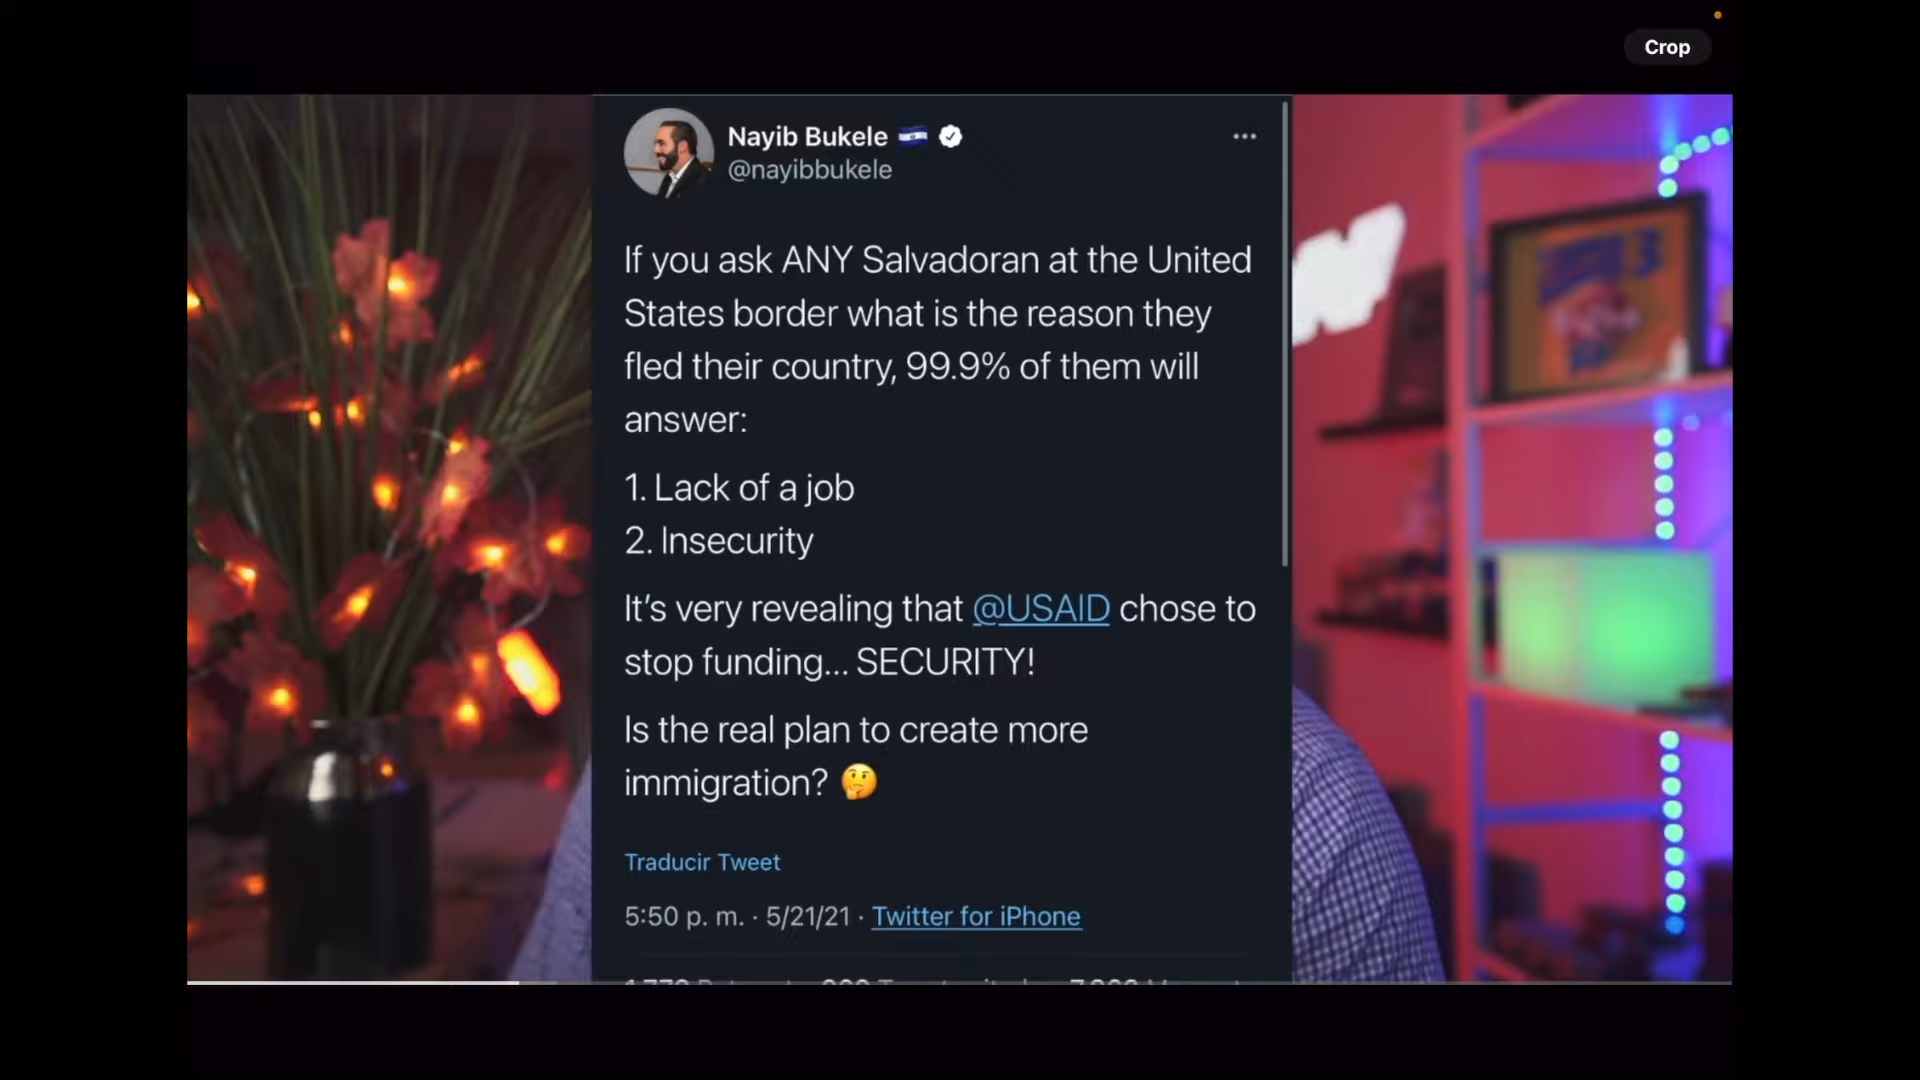 Crop
Nayib Bukele
@nayibbukele
If you ask ANY Salvadoran at the United
States border what is the reason they
fled their country, 99.9% of them will
answer:
1. Lack of a job
2. Insecurity
It's very revealing that @USAID chose to
stop funding... SECURITY!
Is the real plan to create more
immigration? 🤔
Traducir Tweet
5:50 p. m. · 5/21/21 · Twitter for iPhone